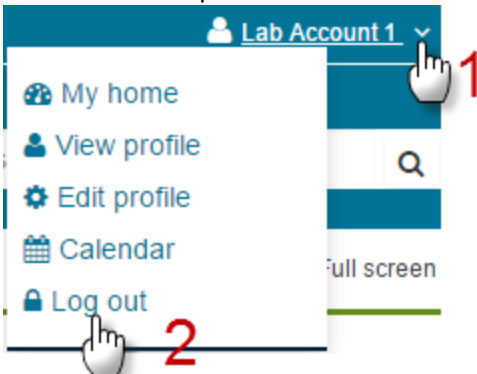 Lab Account 1
1
My home
View profile
Edit profile
Calendar
Full screen
Log out
2